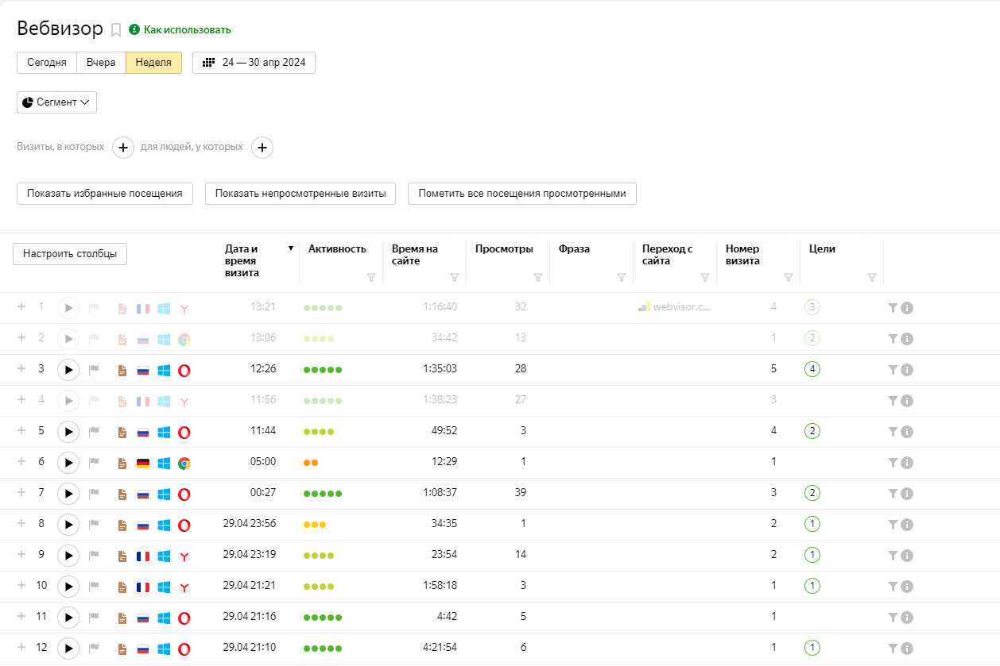 Вебвизор
Как использовать
Сегодня Вчера Неделя 24 — 30 апр 2024
Сегмент
Визиты, в которых + для людей, у которых +
Показать избранные посещения Показать непросмотренные визиты Пометить все посещения просмотренными
Настроить столбцы
Дата и время визита
Активность
Время на сайте
Просмотры
Фраза
Переход с сайта
Номер визита
Цели
+ 1 13:21 1:16:40 32 webvisor.c... 4 3
+ 2 13:06 34:42 13 1 2
+ 3 12:26 1:35:03 28 5 4
+ 4 11:56 1:38:23 27 3
+ 5 11:44 49:52 3 4 2
+ 6 05:00 12:29 1 1
+ 7 00:27 1:08:37 39 3 2
+ 8 29.04 23:56 34:35 1 2 1
+ 9 29.04 23:19 23:54 14 2 1
+ 10 29.04 21:21 1:58:18 3 1 1
+ 11 29.04 21:16 4:42 5 1
+ 12 29.04 21:10 4:21:54 6 1 1